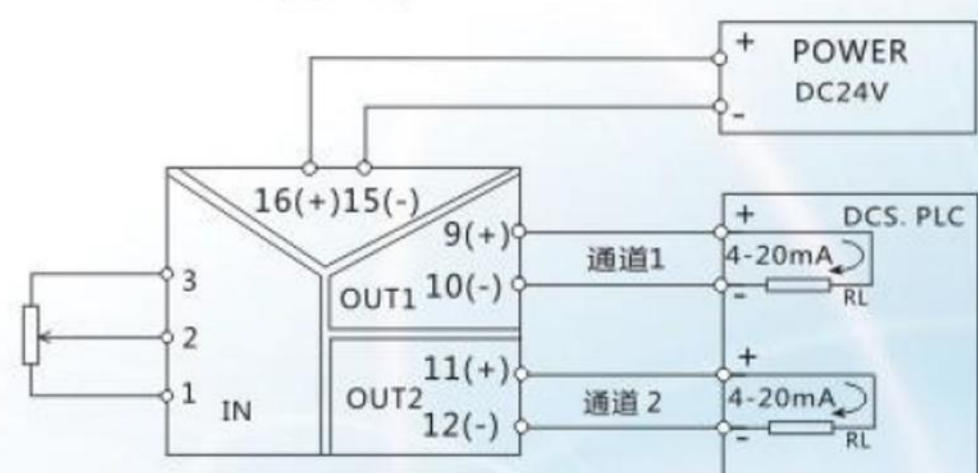 +
POWER
DC24V
-
16(+)15(-)
9(+)
通道1
+
DCS. PLC
4-20mA
3
OUT1
10(-)
-
RL
2
11(+)
+
1
IN
OUT2
通道 2
4-20mA
12(-)
-
RL